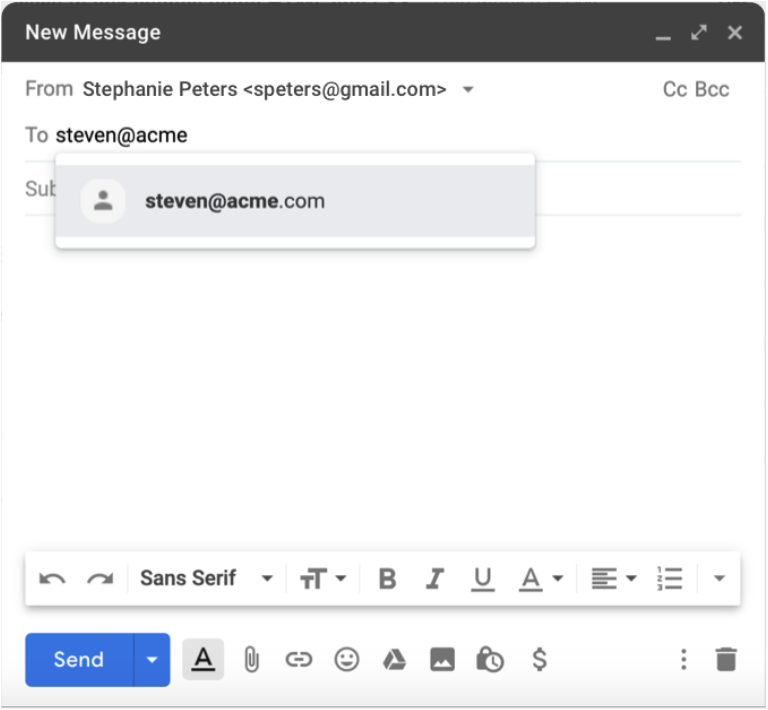 New Message
From Stephanie Peters <speters@gmail.com> Cc Bcc
To steven@acme
Sub
steven@acme.com
Sans Serif
Send